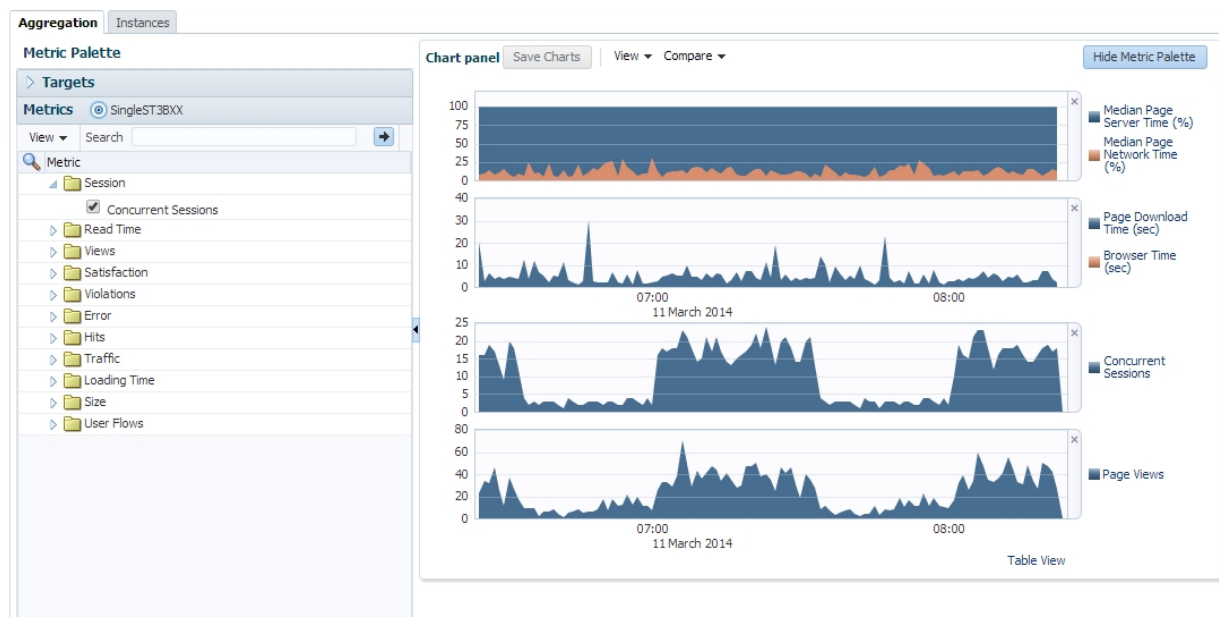 Aggregation Instances
Metric Palette
Targets
Metrics SingleST3BXX
View Search
Metric
Session
Concurrent Sessions
Read Time
Views
Satisfaction
Violations
Error
Hits
Traffic
Loading Time
Size
User Flows
Chart panel Save Charts View Compare Hide Metric Palette
100
75
50
25
0
Median Page
Server Time (%)
Median Page
Network Time
(%)
40
30
20
10
0
Page Download
Time (sec)
Browser Time
(sec)
07:00 08:00
11 March 2014
25
20
15
10
5
0
Concurrent
Sessions
80
60
40
20
0
Page Views
07:00 08:00
11 March 2014
Table View